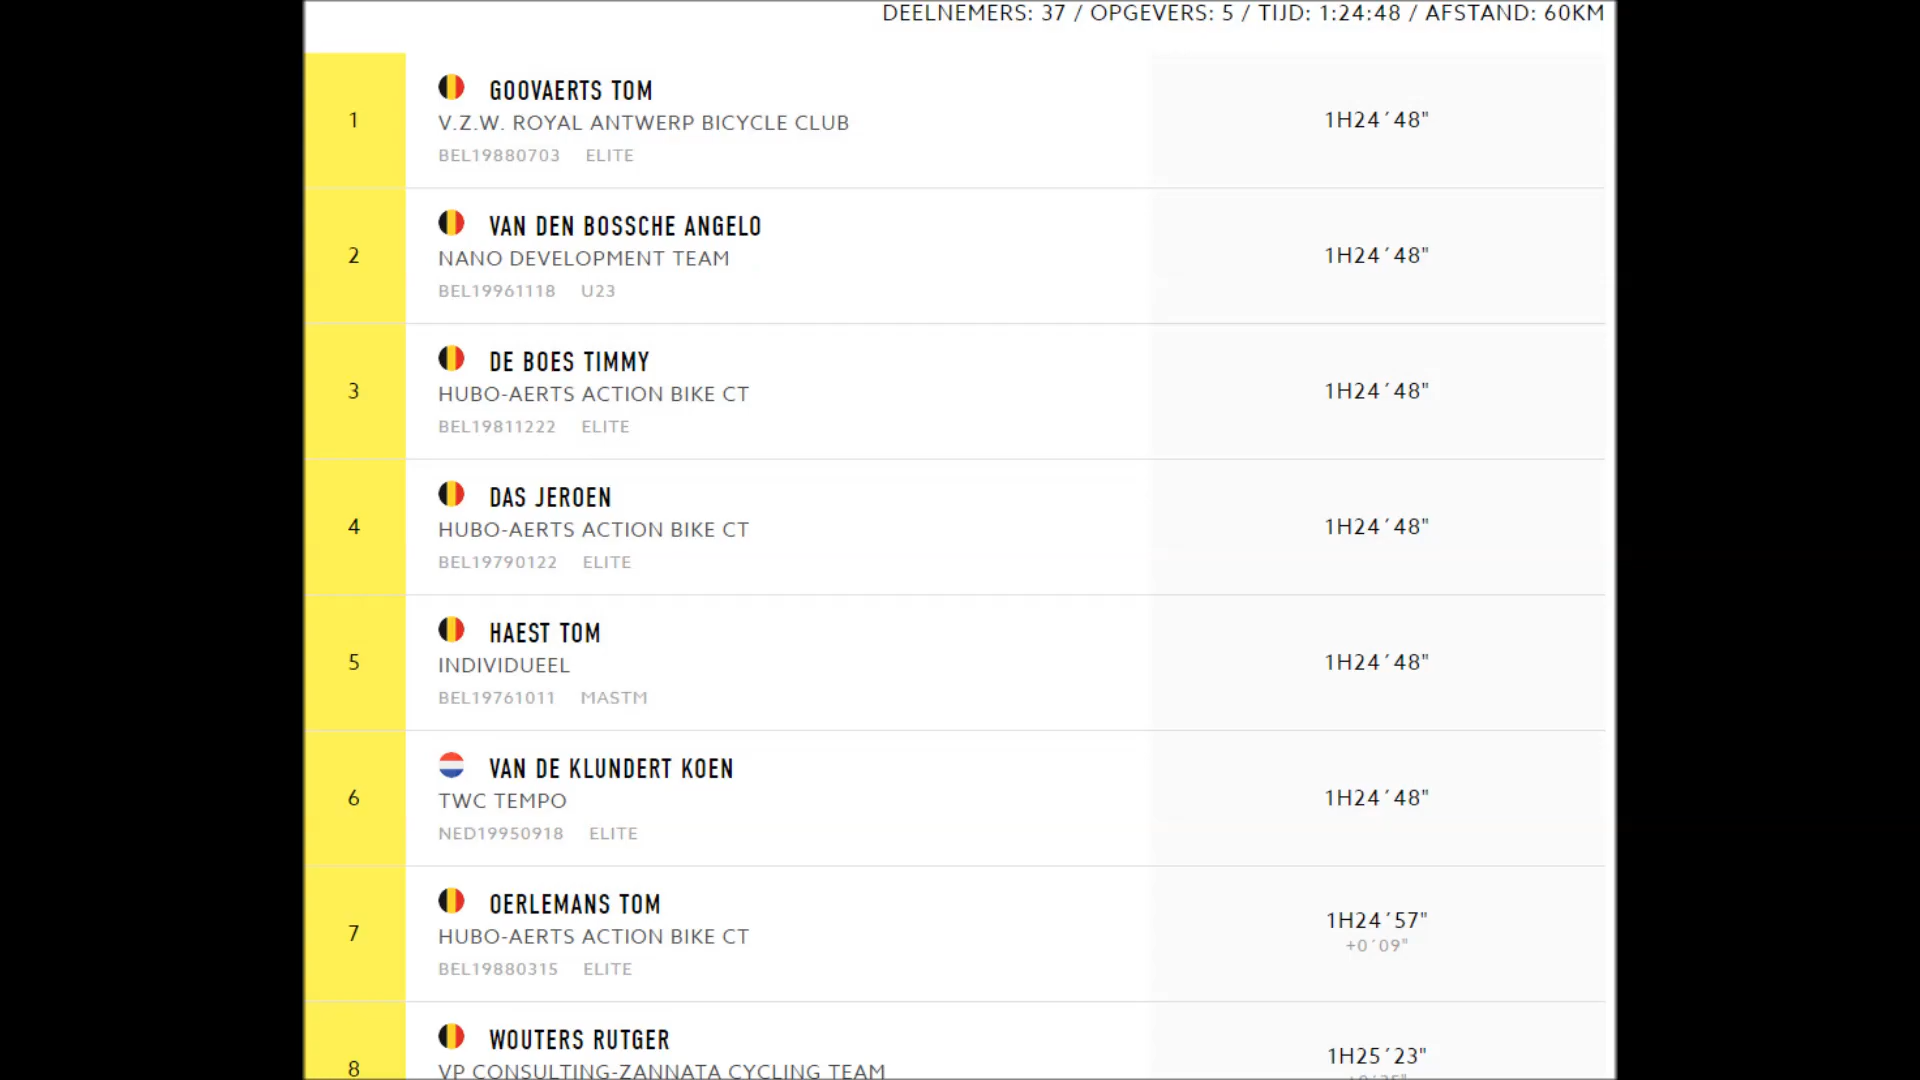 DEELNEMERS: 37 / OPGEVERS: 5 / TIJD: 1:24:48 / AFSTAND: 60KM
1
GOOVAERTS TOM
V.Z.W. ROYAL ANTWERP BICYCLE CLUB
BEL19880703 ELITE
1H24´48"
2
VAN DEN BOSSCHE ANGELO
NANO DEVELOPMENT TEAM
BEL19961118 U23
1H24´48"
3
DE BOES TIMMY
HUBO-AERTS ACTION BIKE CT
BEL19811222 ELITE
1H24´48"
4
DAS JEROEN
HUBO-AERTS ACTION BIKE CT
BEL19790122 ELITE
1H24´48"
5
HAEST TOM
INDIVIDUEEL
BEL19761011 MASTM
1H24´48"
6
VAN DE KLUNDERT KOEN
TWC TEMPO
NED19950918 ELITE
1H24´48"
7
OERLEMANS TOM
HUBO-AERTS ACTION BIKE CT
BEL19880315 ELITE
1H24´57"
+0´09"
8
WOUTERS RUTGER
VP CONSULTING-ZANNATA CYCLING TEAM
1H25´23"